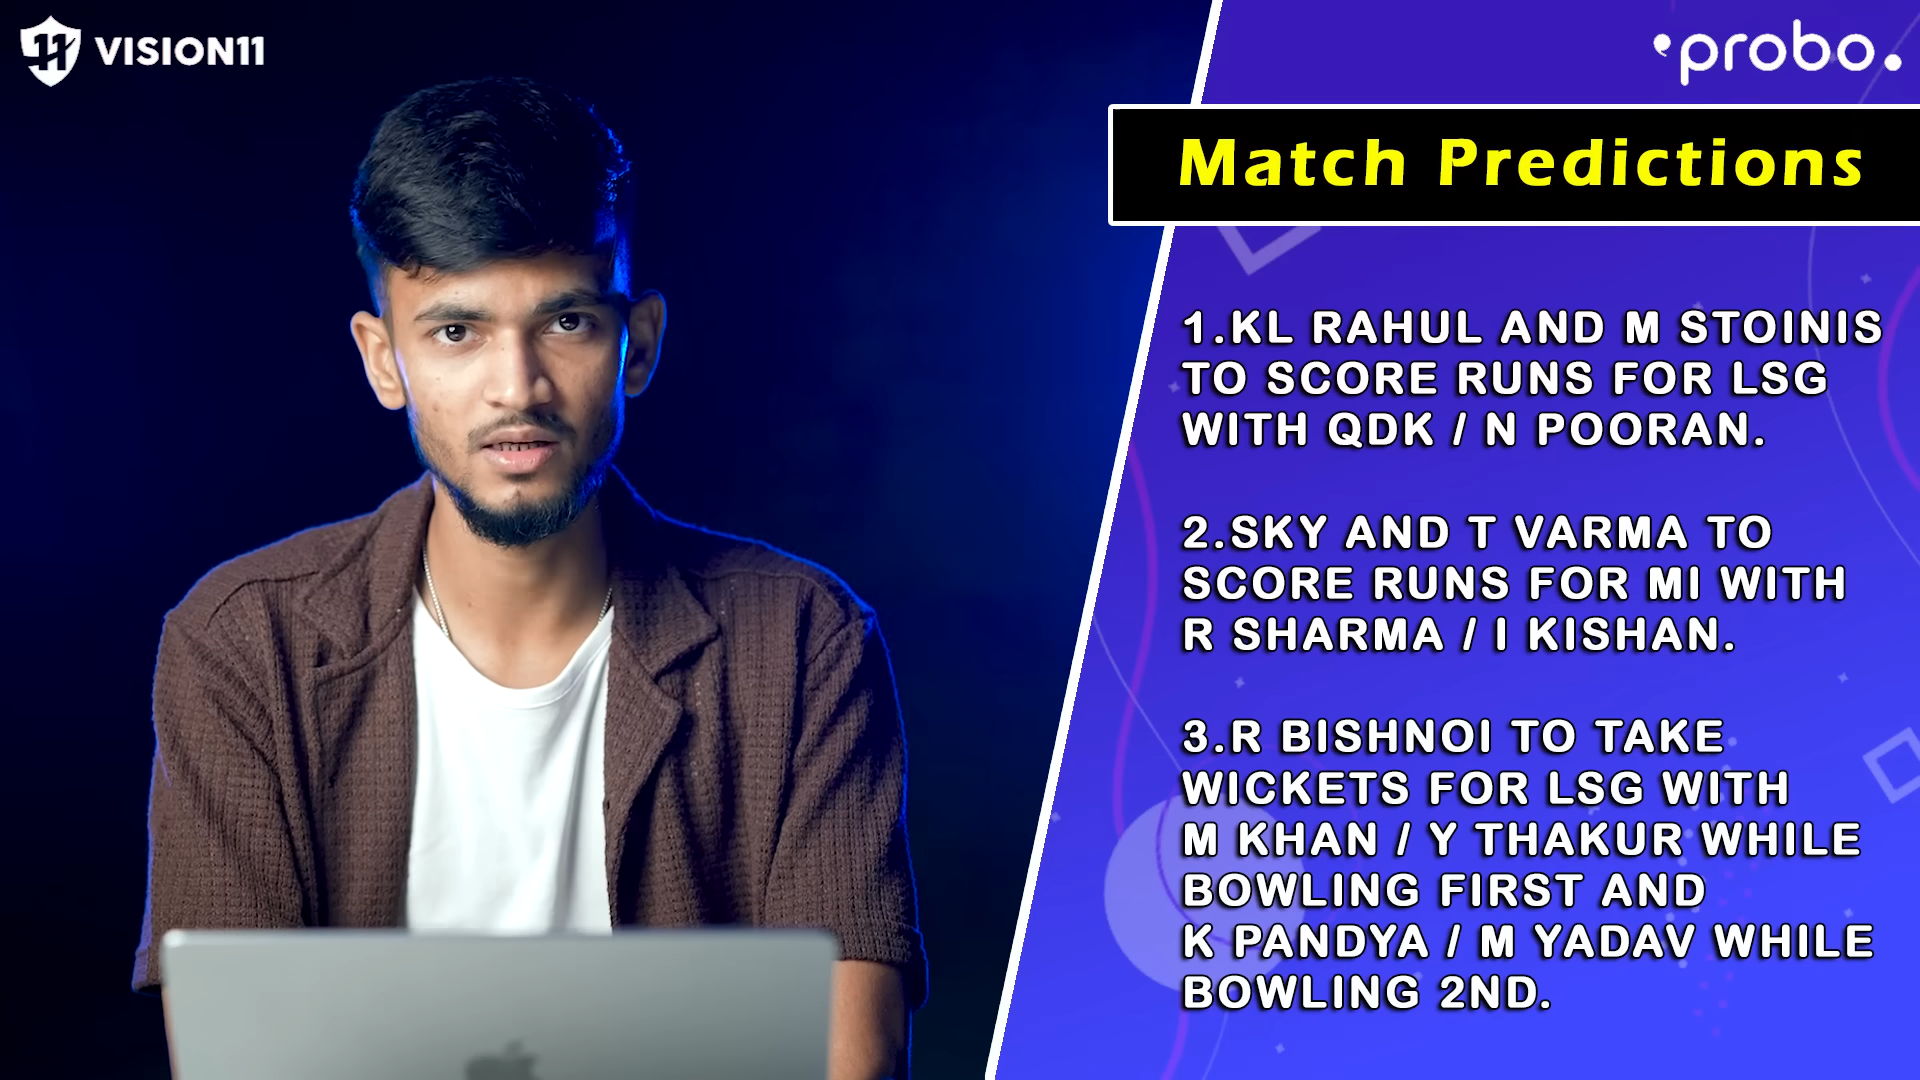 VISION11
probo.
Match Predictions
1.KL RAHUL AND M STOINIS
TO SCORE RUNS FOR LSG
WITH QDK / N POORAN.
2.SKY AND T VARMA TO
SCORE RUNS FOR MI WITH
R SHARMA / I KISHAN.
3.R BISHNOI TO TAKE
WICKETS FOR LSG WITH
M KHAN / Y THAKUR WHILE
BOWLING FIRST AND
K PANDYA / M YADAV WHILE
BOWLING 2ND.